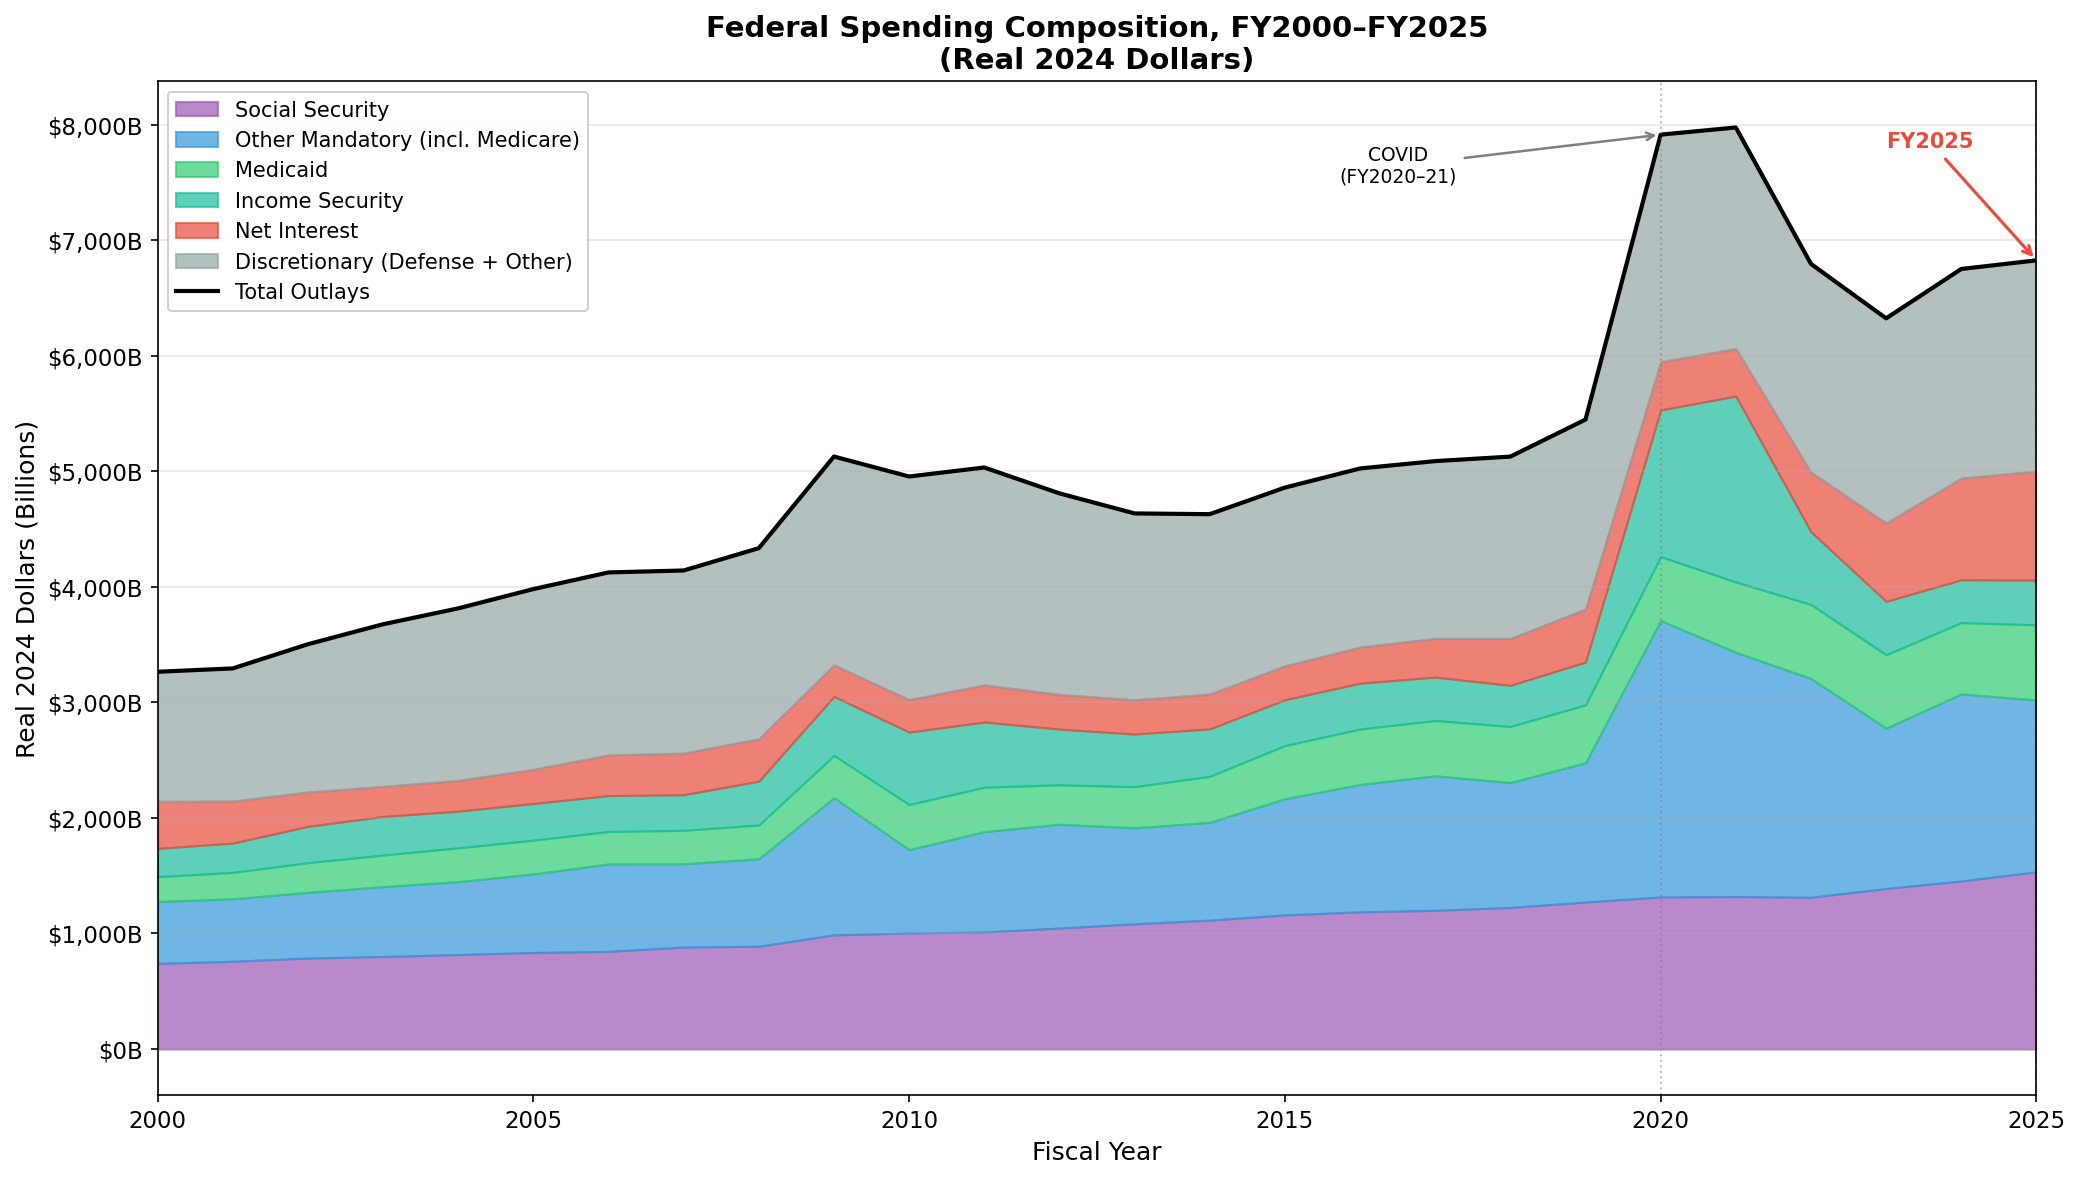 Federal Spending Composition, FY2000–FY2025
(Real 2024 Dollars)
Social Security
Other Mandatory (incl. Medicare)
Medicaid
Income Security
Net Interest
Discretionary (Defense + Other)
Total Outlays
COVID
(FY2020–21)
FY2025
Real 2024 Dollars (Billions)
$8,000B
$7,000B
$6,000B
$5,000B
$4,000B
$3,000B
$2,000B
$1,000B
$0B
2000
2005
2010
2015
2020
2025
Fiscal Year